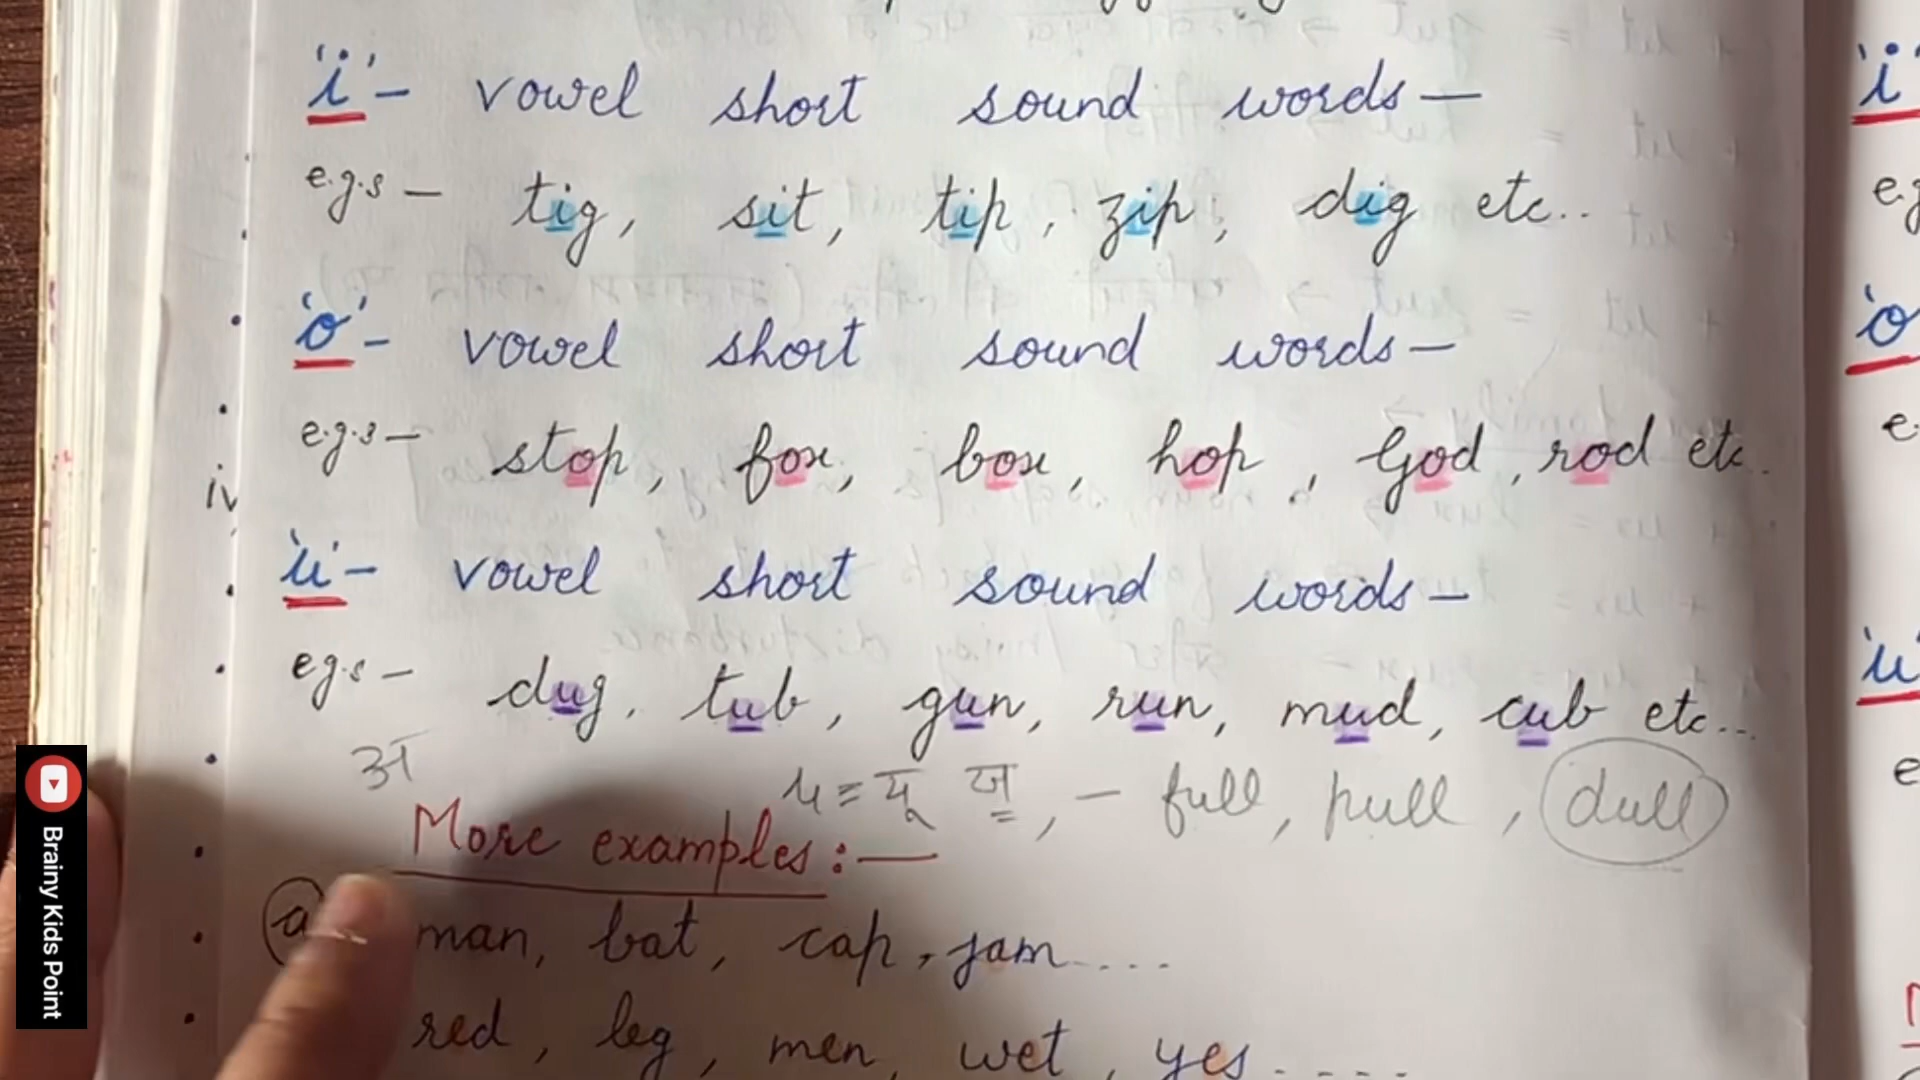 'i' - vowel short sound words —
e.g.s — tig, sit, tip, zip, dig etc..
'o' - vowel short sound words —
e.g.s — stop, fox, box, hop, God, rod etc.
iv
'u' - vowel short sound words —
e.g.s — dug, tub, gun, run, mud, cub etc...
अ
u = यू, — full, pull, dull
More examples :—
a man, bat, cap, jam....
red, leg, men, wet, yes.....
Brainy Kids Point
'i'
'o'
'u'